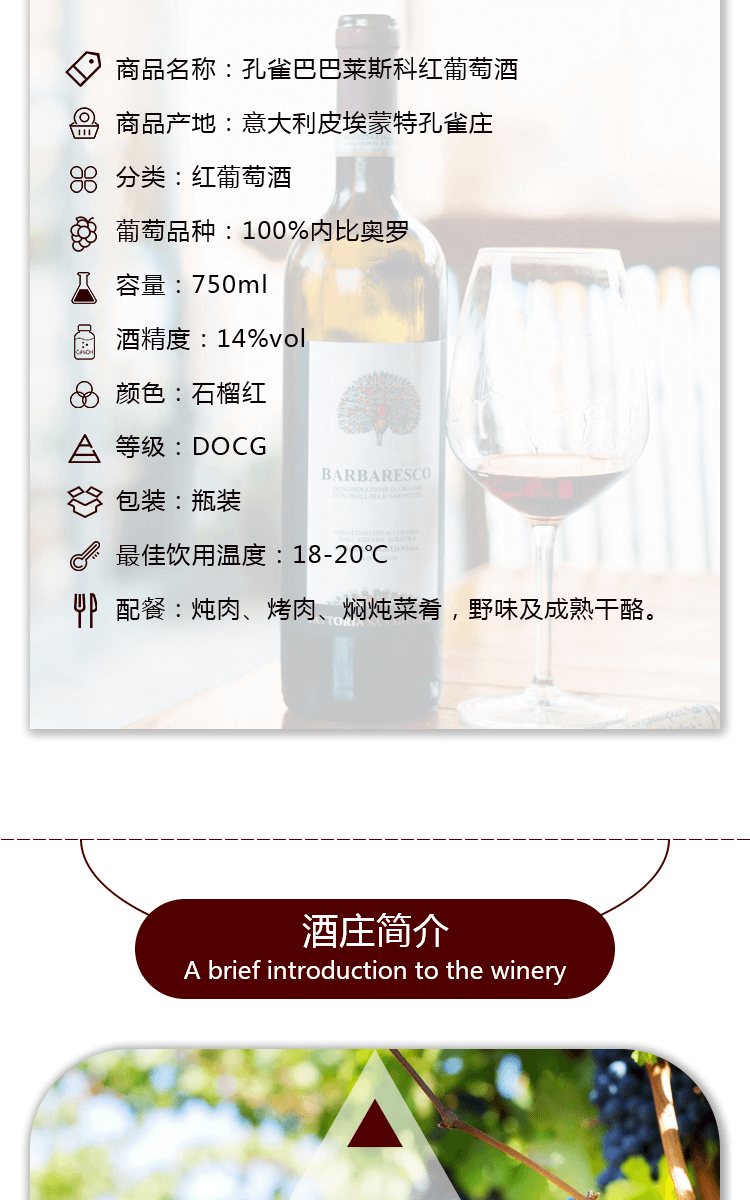 商品名称：孔雀巴巴莱斯科红葡萄酒
商品产地：意大利皮埃蒙特孔雀庄
分类：红葡萄酒
葡萄品种：100%内比奥罗
容量：750ml
酒精度：14%vol
颜色：石榴红
等级：DOCG
包装：瓶装
最佳饮用温度：18-20℃
配餐：炖肉、烤肉、焖炖菜肴，野味及成熟干酪。
BARBARESCO
DENOMINAZIONE DI ORIGINE
CONTROLLATA E GARANTITA
酒庄简介
A brief introduction to the winery